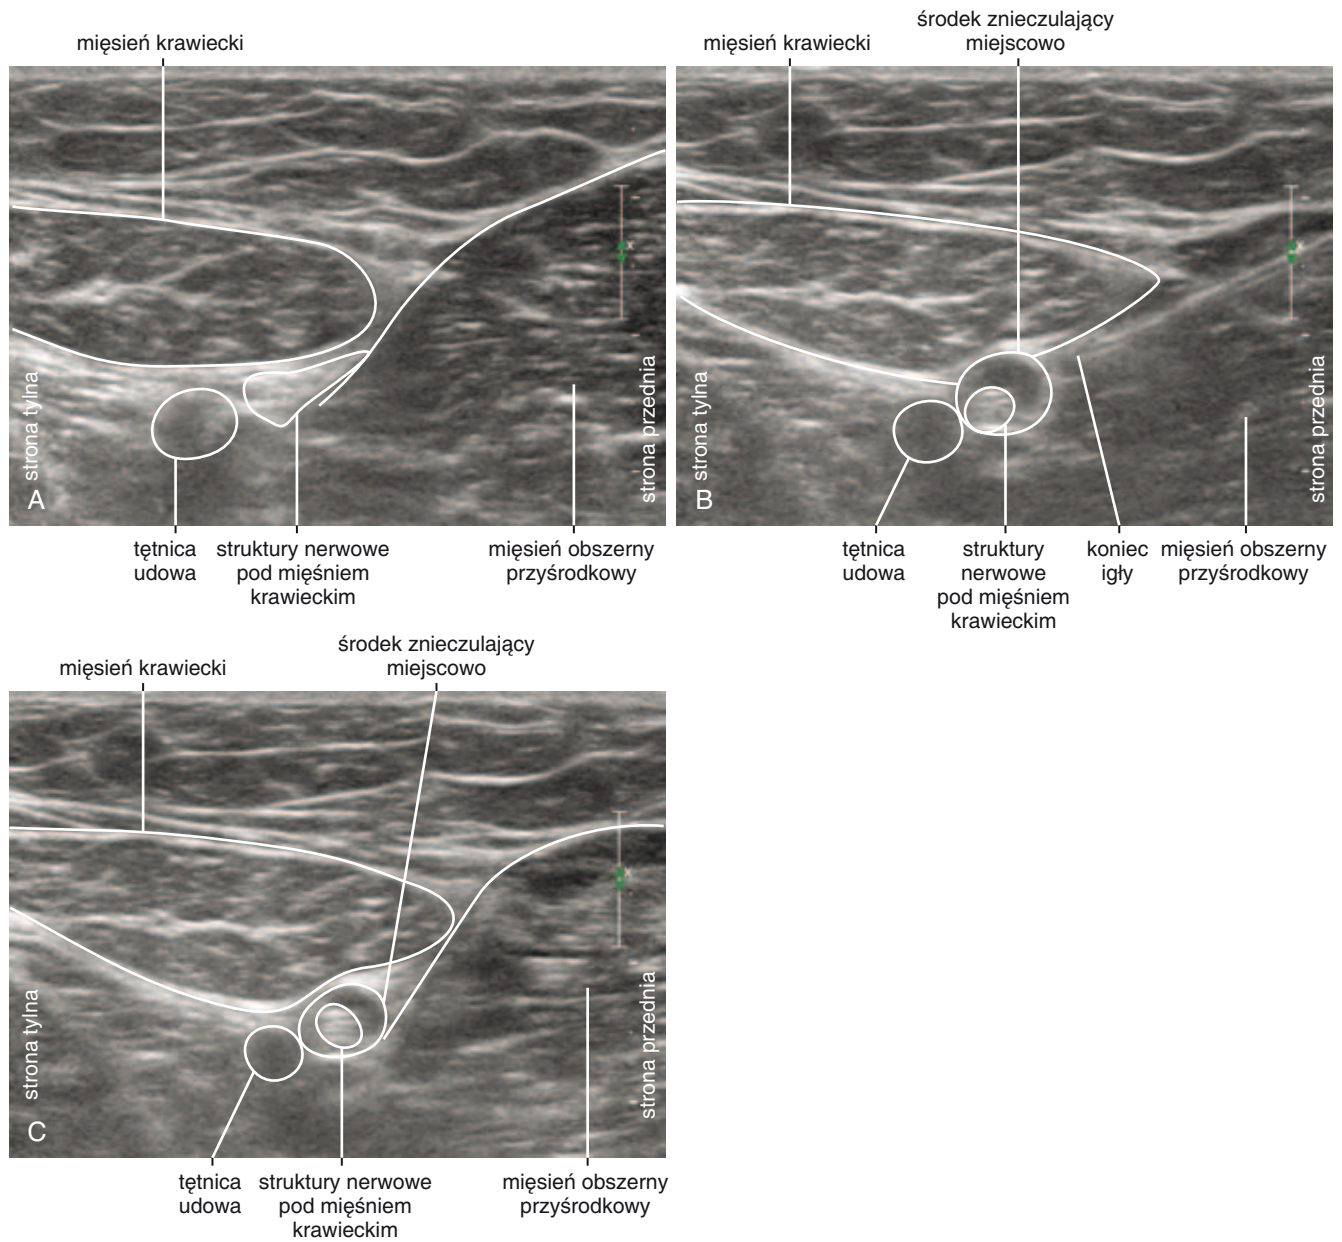 mięsień krawiecki
strona tylna
strona przednia
A
tętnica
udowa
struktury nerwowe
pod mięśniem
krawieckim
mięsień obszerny
przyśrodkowy
mięsień krawiecki
środek znieczulający
miejscowo
strona tylna
strona przednia
B
tętnica
udowa
struktury
nerwowe
pod mięśniem
krawieckim
koniec
igły
mięsień obszerny
przyśrodkowy
mięsień krawiecki
środek znieczulający
miejscowo
strona tylna
strona przednia
C
tętnica
udowa
struktury nerwowe
pod mięśniem
krawieckim
mięsień obszerny
przyśrodkowy